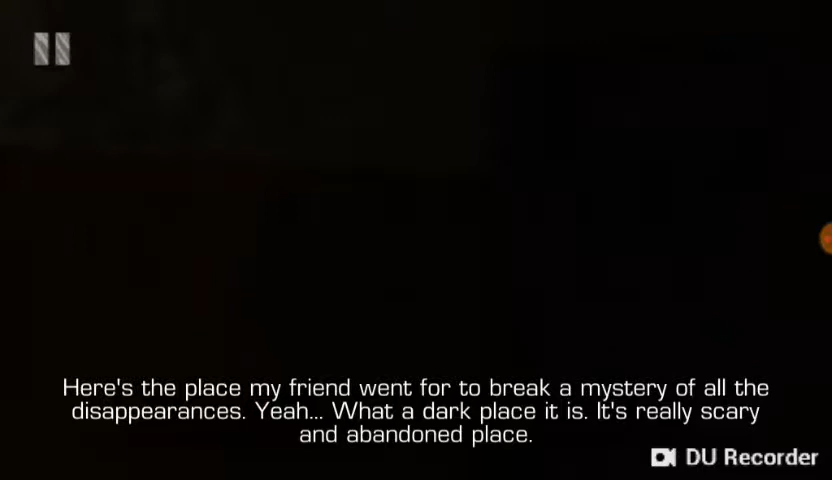 Here's the place my friend went for to break a mystery of all the
disappearances. Yeah... What a dark place it is. It's really scary
and abandoned place.
DU Recorder